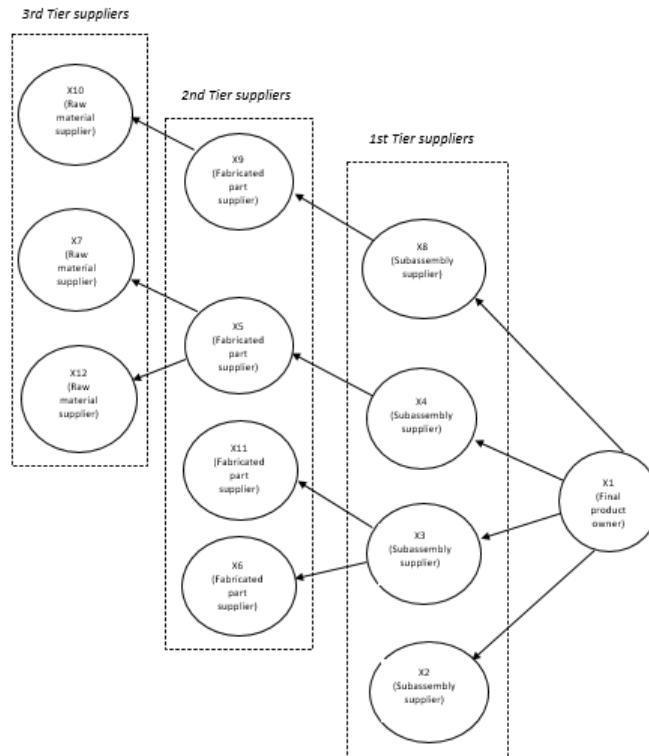 3rd Tier suppliers
X10
(Raw
material
supplier)
X7
(Raw
material
supplier)
X12
(Raw
material
supplier)
2nd Tier suppliers
X9
(Fabricated
part
supplier)
X5
(Fabricated
part
supplier)
X11
(Fabricated
part
supplier)
X6
(Fabricated
part
supplier)
1st Tier suppliers
X8
(Subassembly
supplier)
X4
(Subassembly
supplier)
X3
(Subassembly
supplier)
X2
(Subassembly
supplier)
X1
(Final
product
owner)